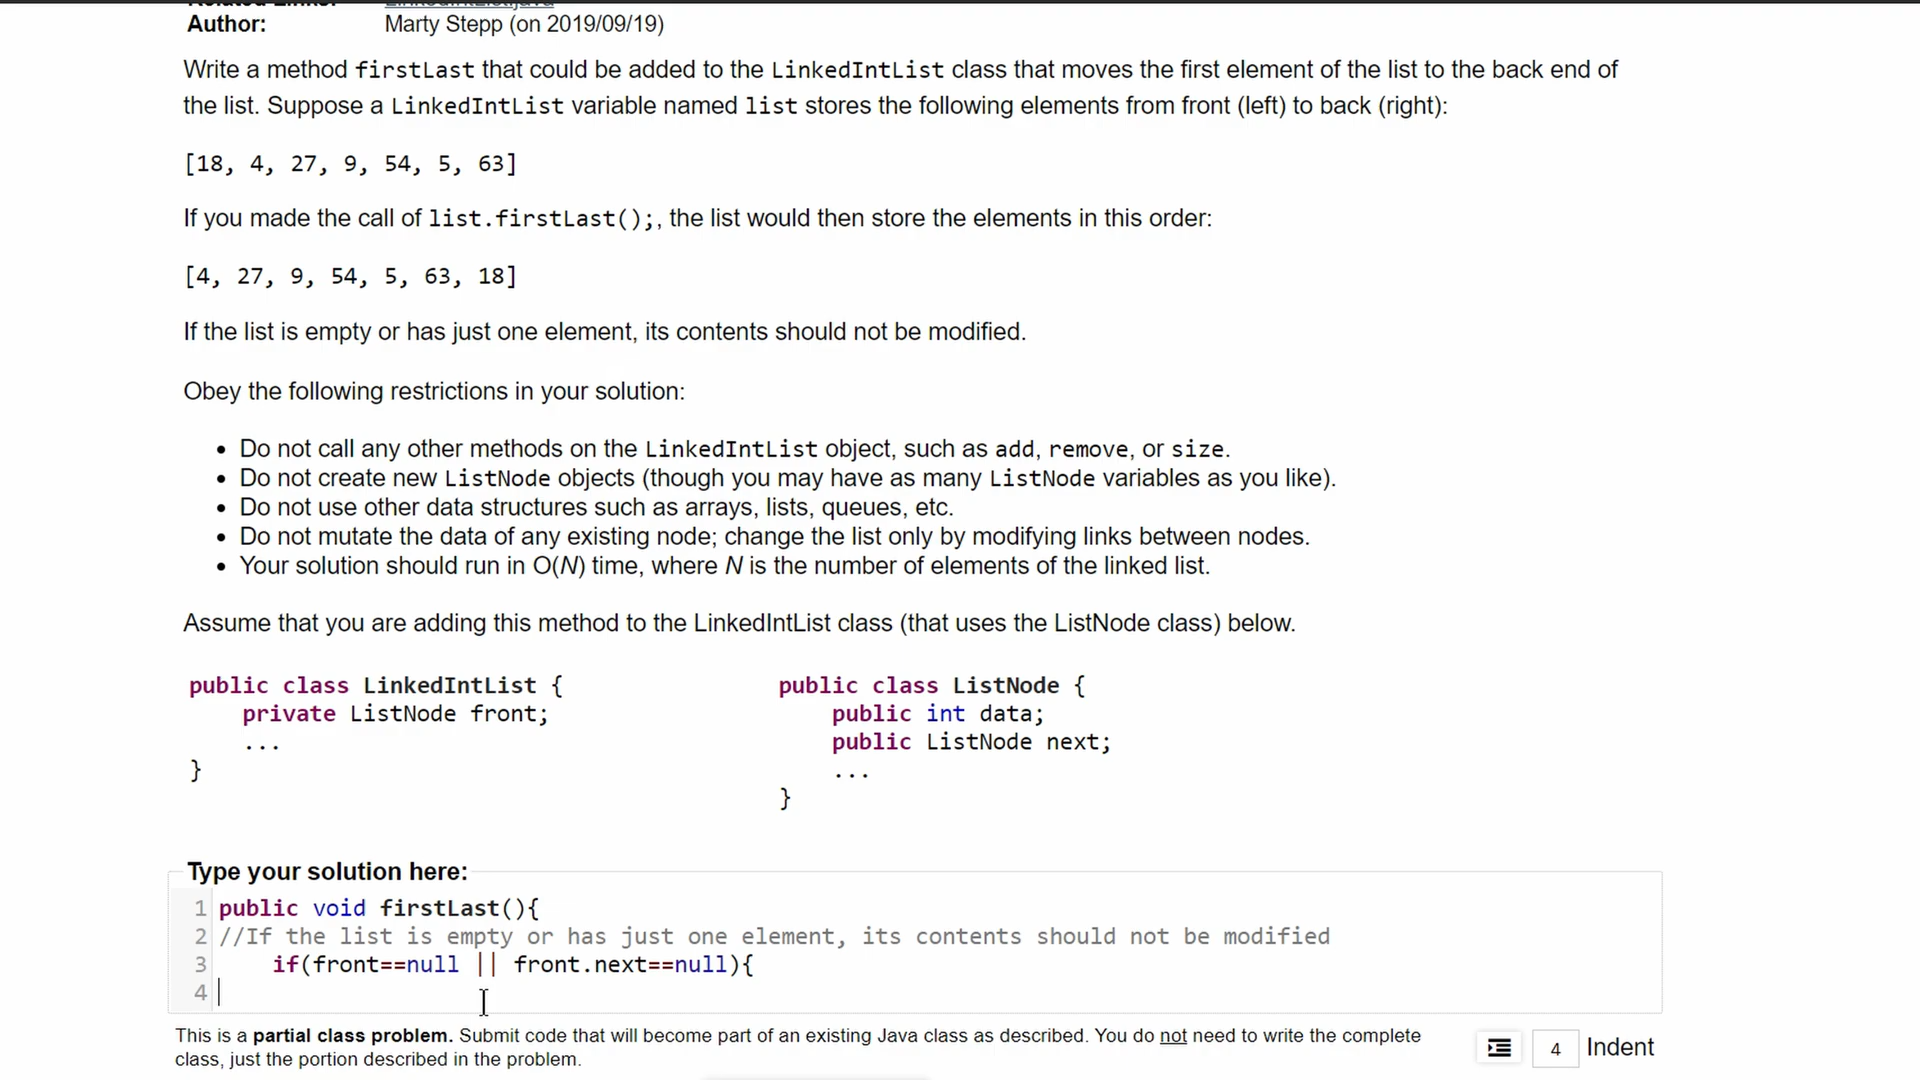 Related Links: LinkedIntList.java
Author: Marty Stepp (on 2019/09/19)
Write a method firstLast that could be added to the LinkedIntList class that moves the first element of the list to the back end of
the list. Suppose a LinkedIntList variable named list stores the following elements from front (left) to back (right):
[18, 4, 27, 9, 54, 5, 63]
If you made the call of list.firstLast();, the list would then store the elements in this order:
[4, 27, 9, 54, 5, 63, 18]
If the list is empty or has just one element, its contents should not be modified.
Obey the following restrictions in your solution:
• Do not call any other methods on the LinkedIntList object, such as add, remove, or size.
• Do not create new ListNode objects (though you may have as many ListNode variables as you like).
• Do not use other data structures such as arrays, lists, queues, etc.
• Do not mutate the data of any existing node; change the list only by modifying links between nodes.
• Your solution should run in O(N) time, where N is the number of elements of the linked list.
Assume that you are adding this method to the LinkedIntList class (that uses the ListNode class) below.
public class LinkedIntList {
    private ListNode front;
    ...
}
public class ListNode {
    public int data;
    public ListNode next;
    ...
}
Type your solution here:
1 public void firstLast(){
2 //If the list is empty or has just one element, its contents should not be modified
3     if(front==null || front.next==null){
4
This is a partial class problem. Submit code that will become part of an existing Java class as described. You do not need to write the complete
class, just the portion described in the problem.
4 Indent